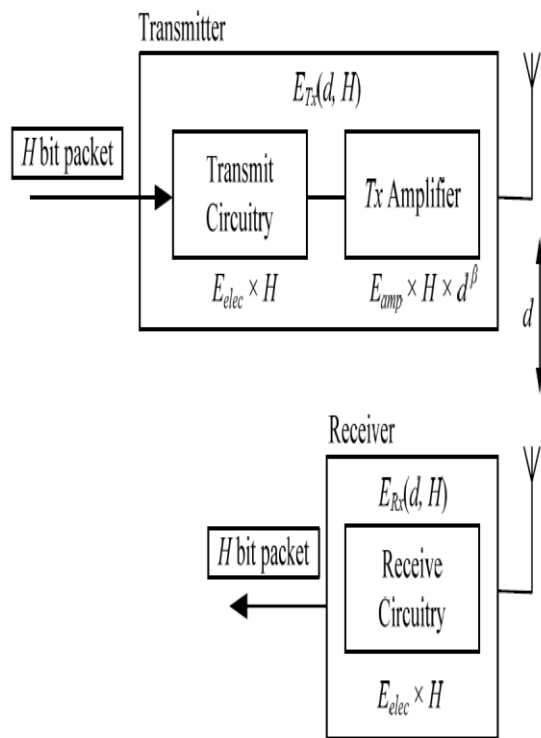 Transmitter
E_Tx(d, H)
H bit packet
Transmit
Circuitry
Tx Amplifier
E_elec × H
E_amp × H × d^β
d
Receiver
E_Rx(d, H)
H bit packet
Receive
Circuitry
E_elec × H